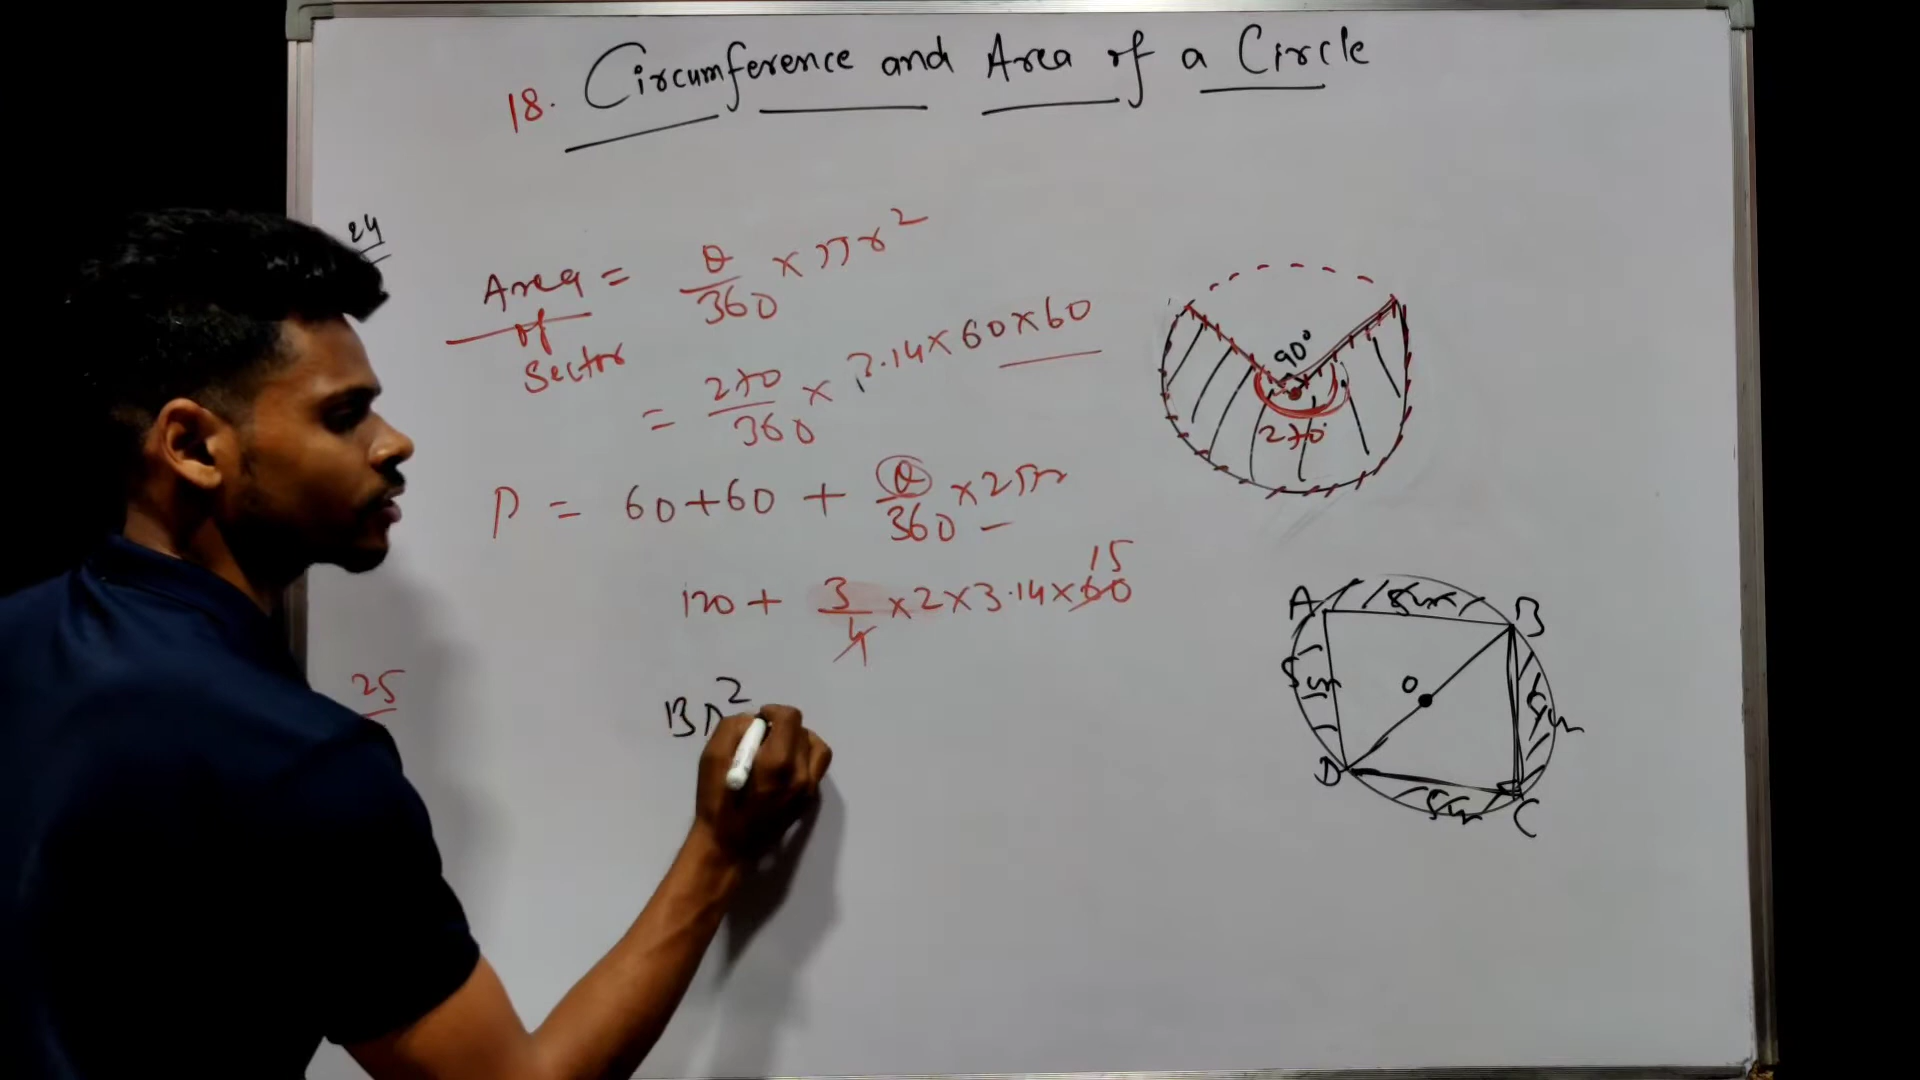 18. Circumference and Area of a Circle
24
Area of Sector = θ/360 × πr²
= 270/360 × 3.14×60×60
P = 60+60 + θ/360 ×2πr
120 + 3/4 ×2×3.14×60 15
25
BD²
90°
270°
A
B
O
D
C
5cm